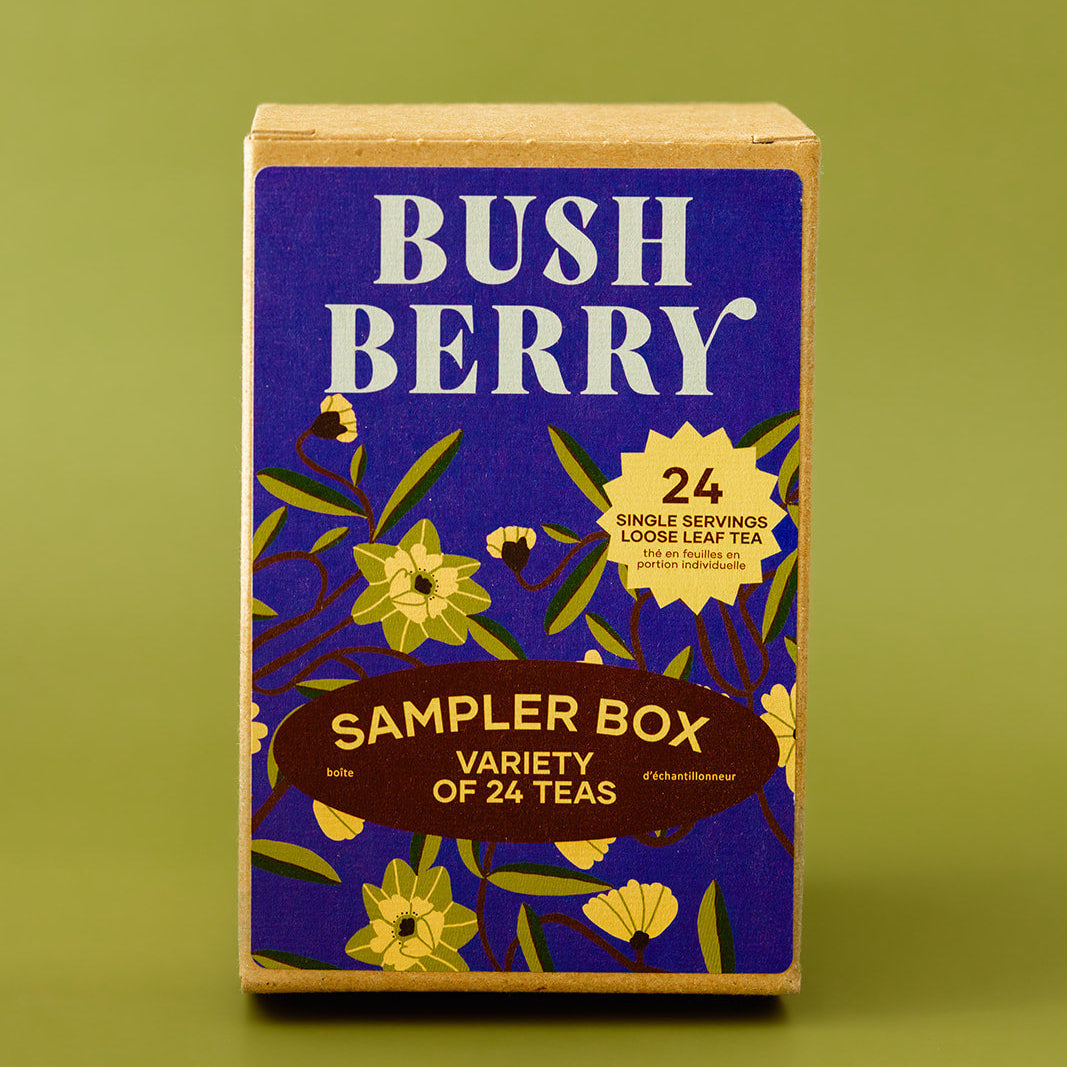 BUSH
BERRY
24
SINGLE SERVINGS
LOOSE LEAF TEA
thé en feuilles en
portion individuelle
SAMPLER BOX
VARIETY
OF 24 TEAS
boîte
d'échantillonneur